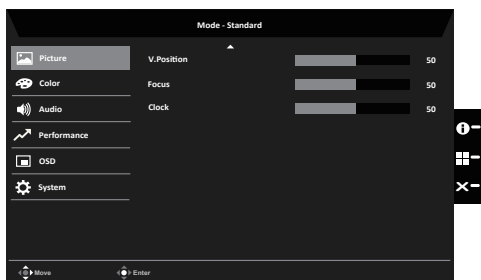 Mode - Standard
Picture
V.Position 50
Color
Focus 50
Audio
Clock 50
Performance
OSD
System
Move Enter